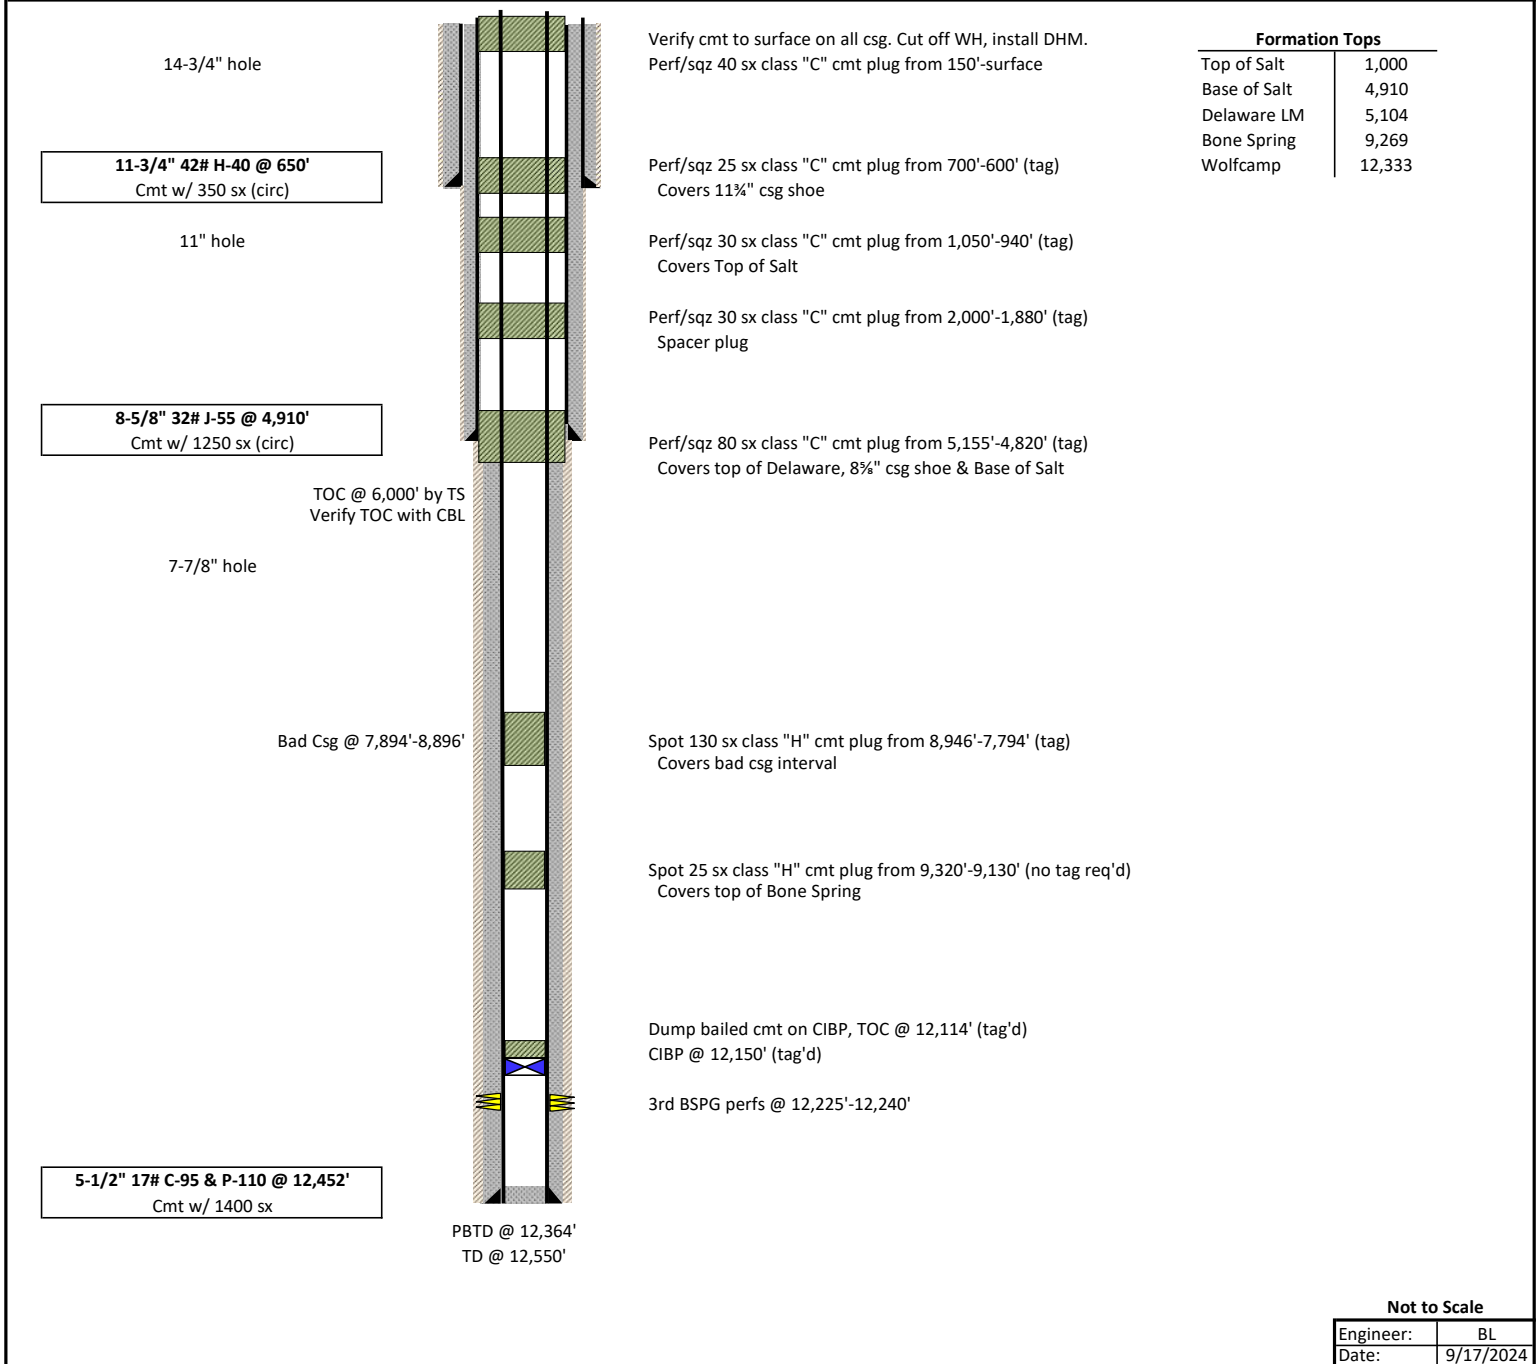 Verify cmt to surface on all csg. Cut off WH, install DHM.
Formation Tops
14-3/4" hole
Perf/sqz 40 sx class "C" cmt plug from 150'-surface
Top of Salt 1,000
Base of Salt 4,910
Delaware LM 5,104
Bone Spring 9,269
Wolfcamp 12,333
11-3/4" 42# H-40 @ 650'
Cmt w/ 350 sx (circ)
Perf/sqz 25 sx class "C" cmt plug from 700'-600' (tag)
Covers 11¾" csg shoe
11" hole
Perf/sqz 30 sx class "C" cmt plug from 1,050'-940' (tag)
Covers Top of Salt
Perf/sqz 30 sx class "C" cmt plug from 2,000'-1,880' (tag)
Spacer plug
8-5/8" 32# J-55 @ 4,910'
Cmt w/ 1250 sx (circ)
Perf/sqz 80 sx class "C" cmt plug from 5,155'-4,820' (tag)
Covers top of Delaware, 8⅝" csg shoe & Base of Salt
TOC @ 6,000' by TS
Verify TOC with CBL
7-7/8" hole
Bad Csg @ 7,894'-8,896'
Spot 130 sx class "H" cmt plug from 8,946'-7,794' (tag)
Covers bad csg interval
Spot 25 sx class "H" cmt plug from 9,320'-9,130' (no tag req'd)
Covers top of Bone Spring
Dump bailed cmt on CIBP, TOC @ 12,114' (tag'd)
CIBP @ 12,150' (tag'd)
3rd BSPG perfs @ 12,225'-12,240'
5-1/2" 17# C-95 & P-110 @ 12,452'
Cmt w/ 1400 sx
PBTD @ 12,364'
TD @ 12,550'
Not to Scale
Engineer: BL
Date: 9/17/2024